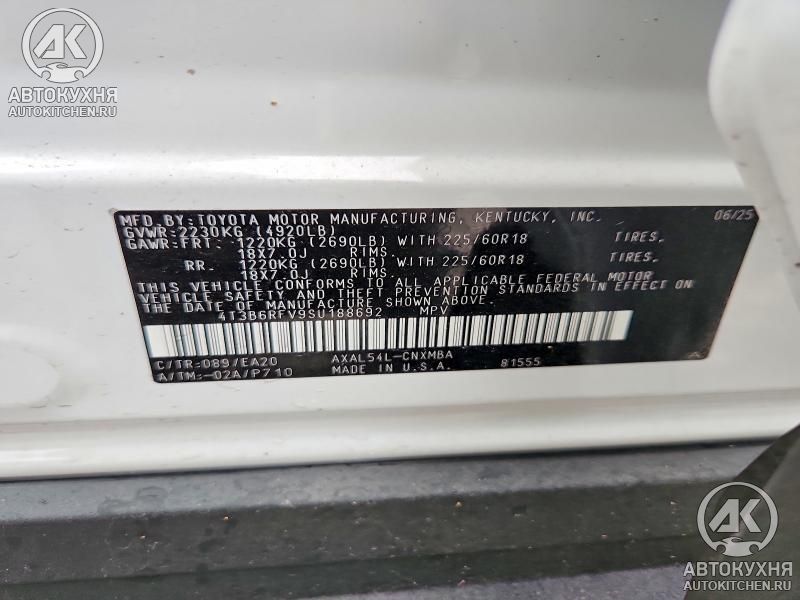 AK
АВТОКУХНЯ
AUTOKITCHEN.RU
MFD. BY: TOYOTA MOTOR MANUFACTURING, KENTUCKY, INC. 06/25
GVWR:2230KG (4920LB)
GAWR:FRT. 1220KG (2690LB) WITH 225/60R18 TIRES.
18X7.0J RIMS.
RR. 1220KG (2690LB) WITH 225/60R18 TIRES.
18X7.0J RIMS.
THIS VEHICLE CONFORMS TO ALL APPLICABLE FEDERAL MOTOR
VEHICLE SAFETY AND THEFT PREVENTION STANDARDS IN EFFECT ON
THE DATE OF MANUFACTURE SHOWN ABOVE.
4T3B6RFV9SU188692 MPV
C/TR:089/EA20 AXAL54L-CNXMBA
A/TM:-02A/P710 MADE IN U.S.A. 81555
AK
АВТОКУХНЯ
AUTOKITCHEN.RU